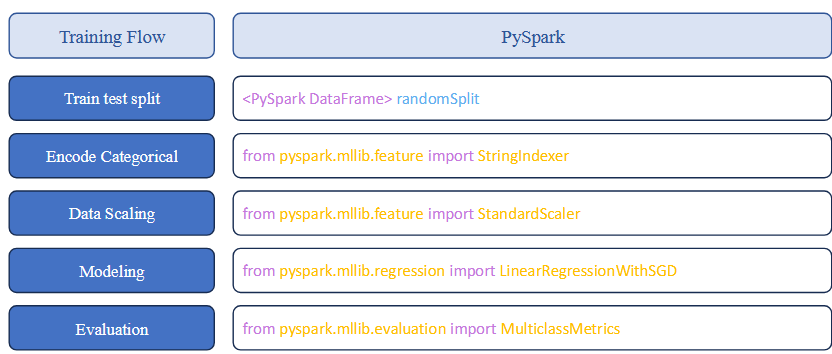 Training Flow
PySpark
Train test split
<PySpark DataFrame> randomSplit
Encode Categorical
from pyspark.mllib.feature import StringIndexer
Data Scaling
from pyspark.mllib.feature import StandardScaler
Modeling
from pyspark.mllib.regression import LinearRegressionWithSGD
Evaluation
from pyspark.mllib.evaluation import MulticlassMetrics